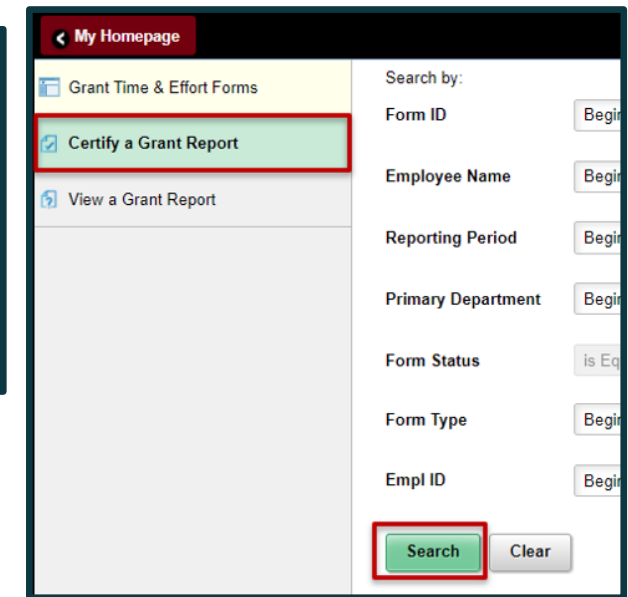 My Homepage
Grant Time & Effort Forms
Certify a Grant Report
View a Grant Report
Search by:
Form ID
Employee Name
Reporting Period
Primary Department
Form Status
Form Type
Empl ID
Search Clear